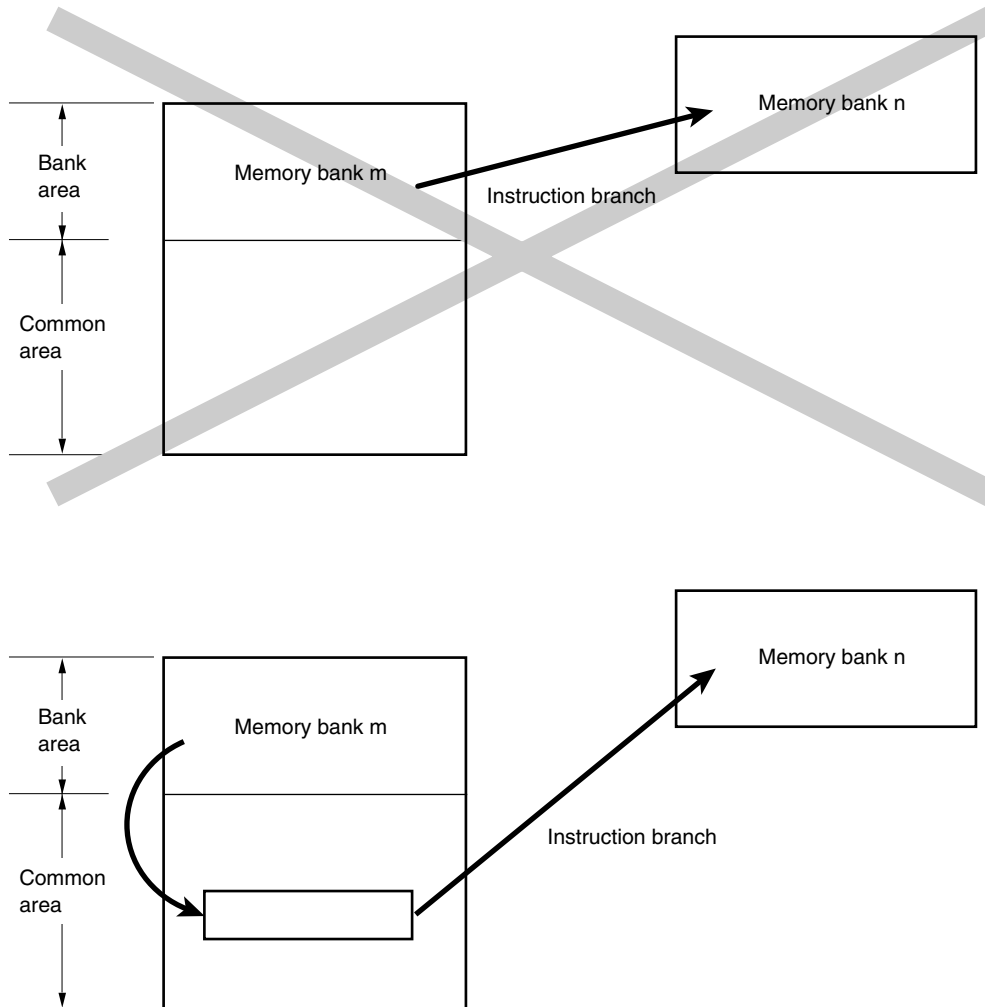 Memory bank n
Bank
area
Memory bank m
Instruction branch
Common
area
Memory bank n
Bank
area
Memory bank m
Instruction branch
Common
area